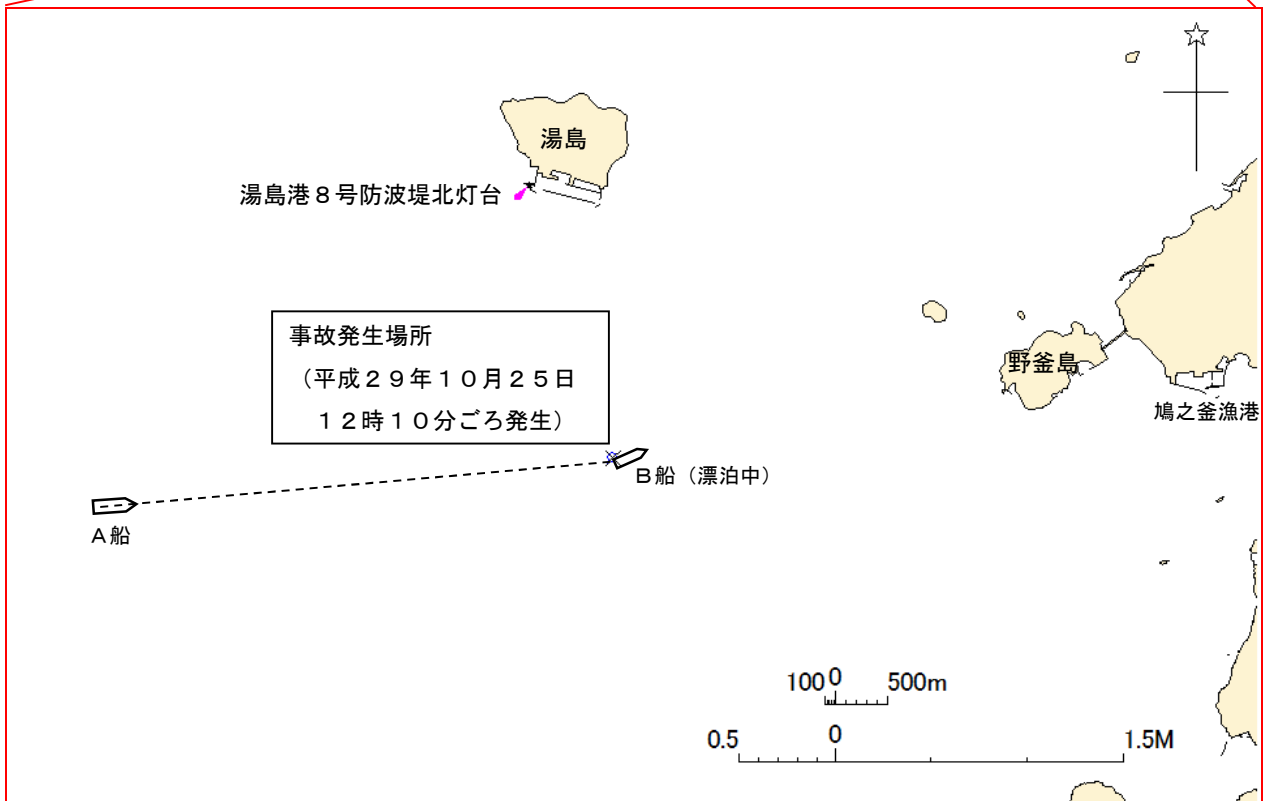 湯島
湯島港８号防波堤北灯台
事故発生場所
（平成２９年１０月２５日
１２時１０分ごろ発生）
野釜島
鳩之釜漁港
Ｂ船（漂泊中）
Ａ船
100 0 500m
0.5 0 1.5M